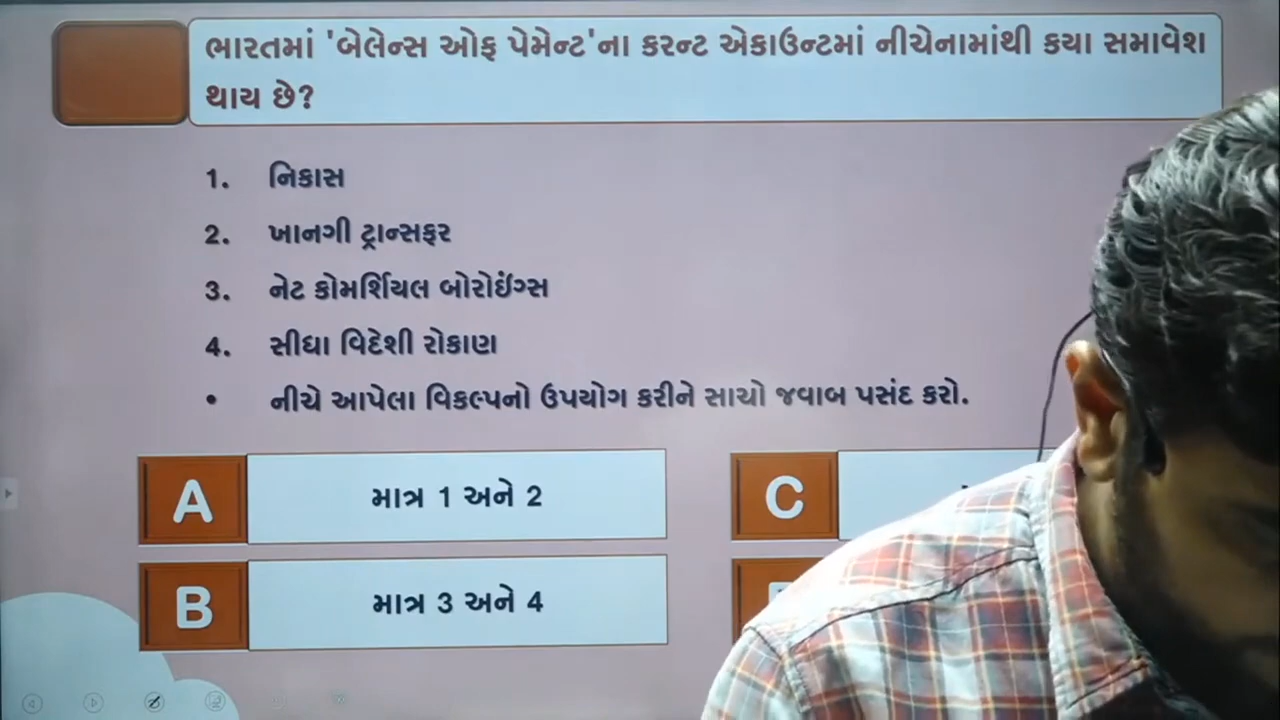 ભારતમાં 'બેલેન્સ ઓફ પેમેન્ટ'ના કરન્ટ એકાઉન્ટમાં નીચેનામાંથી કયા સમાવેશ
થાય છે?
1. નિકાસ
2. ખાનગી ટ્રાન્સફર
3. નેટ કોમર્શિયલ બોરોઈંગ્સ
4. સીધા વિદેશી રોકાણ
• નીચે આપેલા વિકલ્પનો ઉપયોગ કરીને સાચો જવાબ પસંદ કરો.
A માત્ર 1 અને 2
C
B માત્ર 3 અને 4